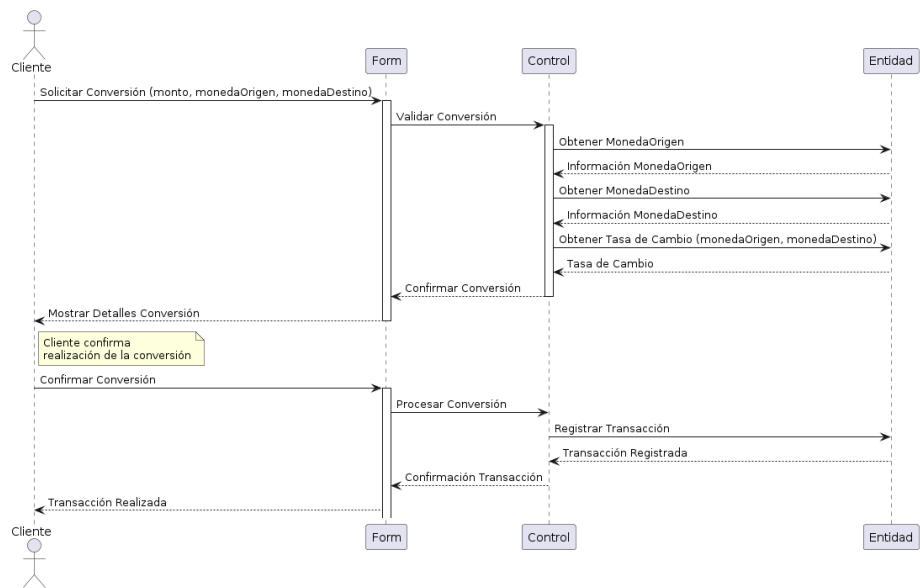 Cliente
Form
Control
Entidad
Solicitar Conversión (monto, monedaOrigen, monedaDestino)
Validar Conversión
Obtener MonedaOrigen
Información MonedaOrigen
Obtener MonedaDestino
Información MonedaDestino
Obtener Tasa de Cambio (monedaOrigen, monedaDestino)
Tasa de Cambio
Confirmar Conversión
Mostrar Detalles Conversión
Cliente confirma
realización de la conversión
Confirmar Conversión
Procesar Conversión
Registrar Transacción
Transacción Registrada
Confirmación Transacción
Transacción Realizada
Cliente
Form
Control
Entidad